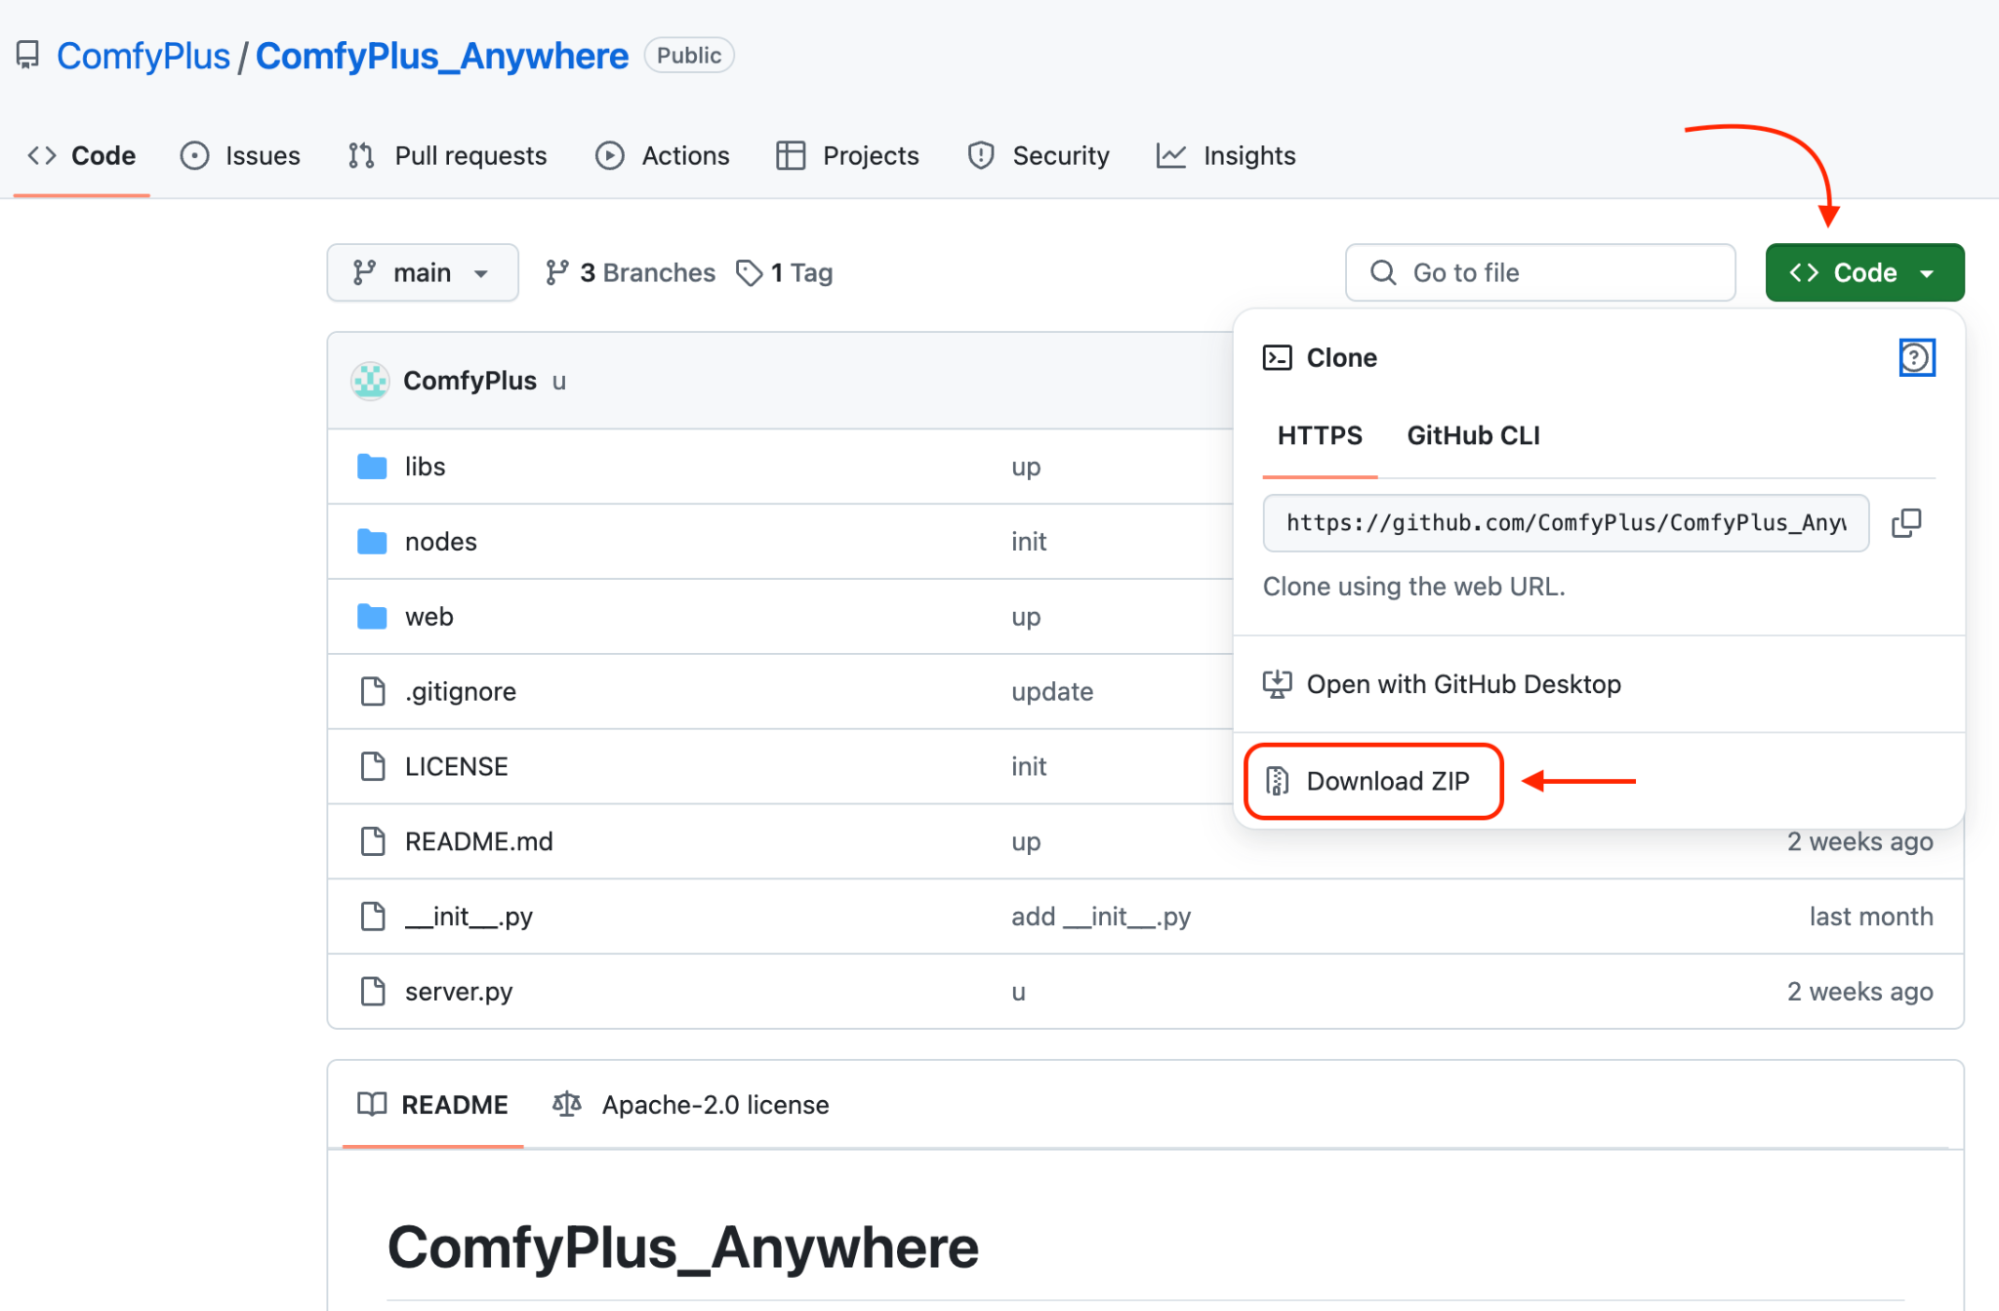 ComfyPlus / ComfyPlus_Anywhere Public
Code Issues Pull requests Actions Projects Security Insights
main 3 Branches 1 Tag Go to file Code
ComfyPlus u
libs up
nodes init
web up
.gitignore update
LICENSE init
README.md up 2 weeks ago
__init__.py add __init__.py last month
server.py u 2 weeks ago
Clone
HTTPS GitHub CLI
https://github.com/ComfyPlus/ComfyPlus_Any
Clone using the web URL.
Open with GitHub Desktop
Download ZIP
README Apache-2.0 license
ComfyPlus_Anywhere